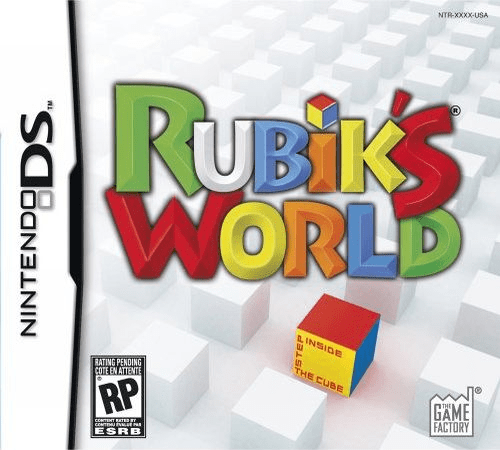 NTR-XXXX-USA
NINTENDO DS™
RUBIK'S®
WORLD
STEP INSIDE
THE CUBE
RATING PENDING
COTE EN ATTENTE
RP
CONTENT RATED BY
CONTENU ÉVALUÉ PAR
ESRB
THE
GAME
FACTORY®